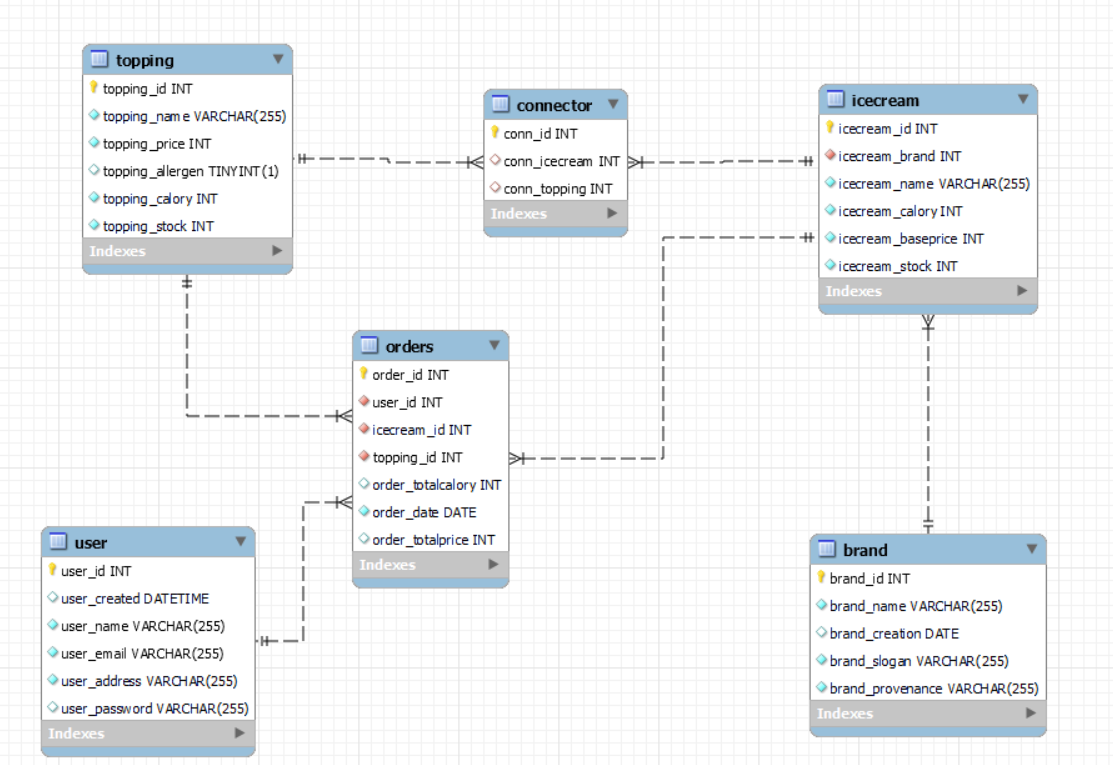 topping
topping_id INT
topping_name VARCHAR(255)
topping_price INT
topping_allergen TINYINT(1)
topping_calory INT
topping_stock INT
Indexes
connector
conn_id INT
conn_icecream INT
conn_topping INT
Indexes
icecream
icecream_id INT
icecream_brand INT
icecream_name VARCHAR(255)
icecream_calory INT
icecream_baseprice INT
icecream_stock INT
Indexes
orders
order_id INT
user_id INT
icecream_id INT
topping_id INT
order_totalcalory INT
order_date DATE
order_totalprice INT
Indexes
user
user_id INT
user_created DATETIME
user_name VARCHAR(255)
user_email VARCHAR(255)
user_address VARCHAR(255)
user_password VARCHAR(255)
Indexes
brand
brand_id INT
brand_name VARCHAR(255)
brand_creation DATE
brand_slogan VARCHAR(255)
brand_provenance VARCHAR(255)
Indexes